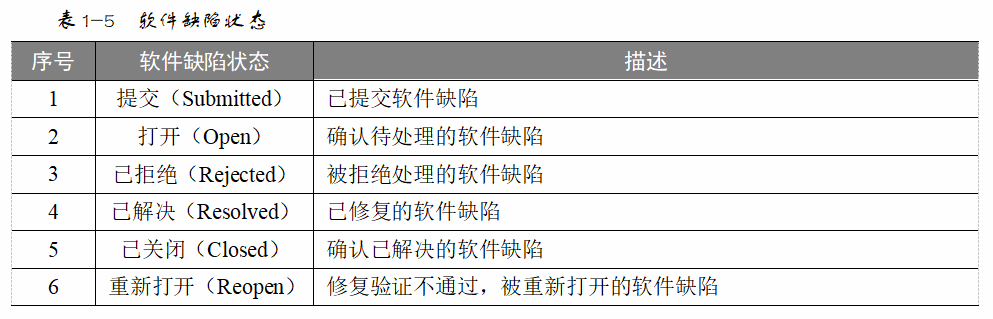 表1-5 软件缺陷状态
序号 软件缺陷状态 描述
1 提交（Submitted） 已提交软件缺陷
2 打开（Open） 确认待处理的软件缺陷
3 已拒绝（Rejected） 被拒绝处理的软件缺陷
4 已解决（Resolved） 已修复的软件缺陷
5 已关闭（Closed） 确认已解决的软件缺陷
6 重新打开（Reopen） 修复验证不通过，被重新打开的软件缺陷